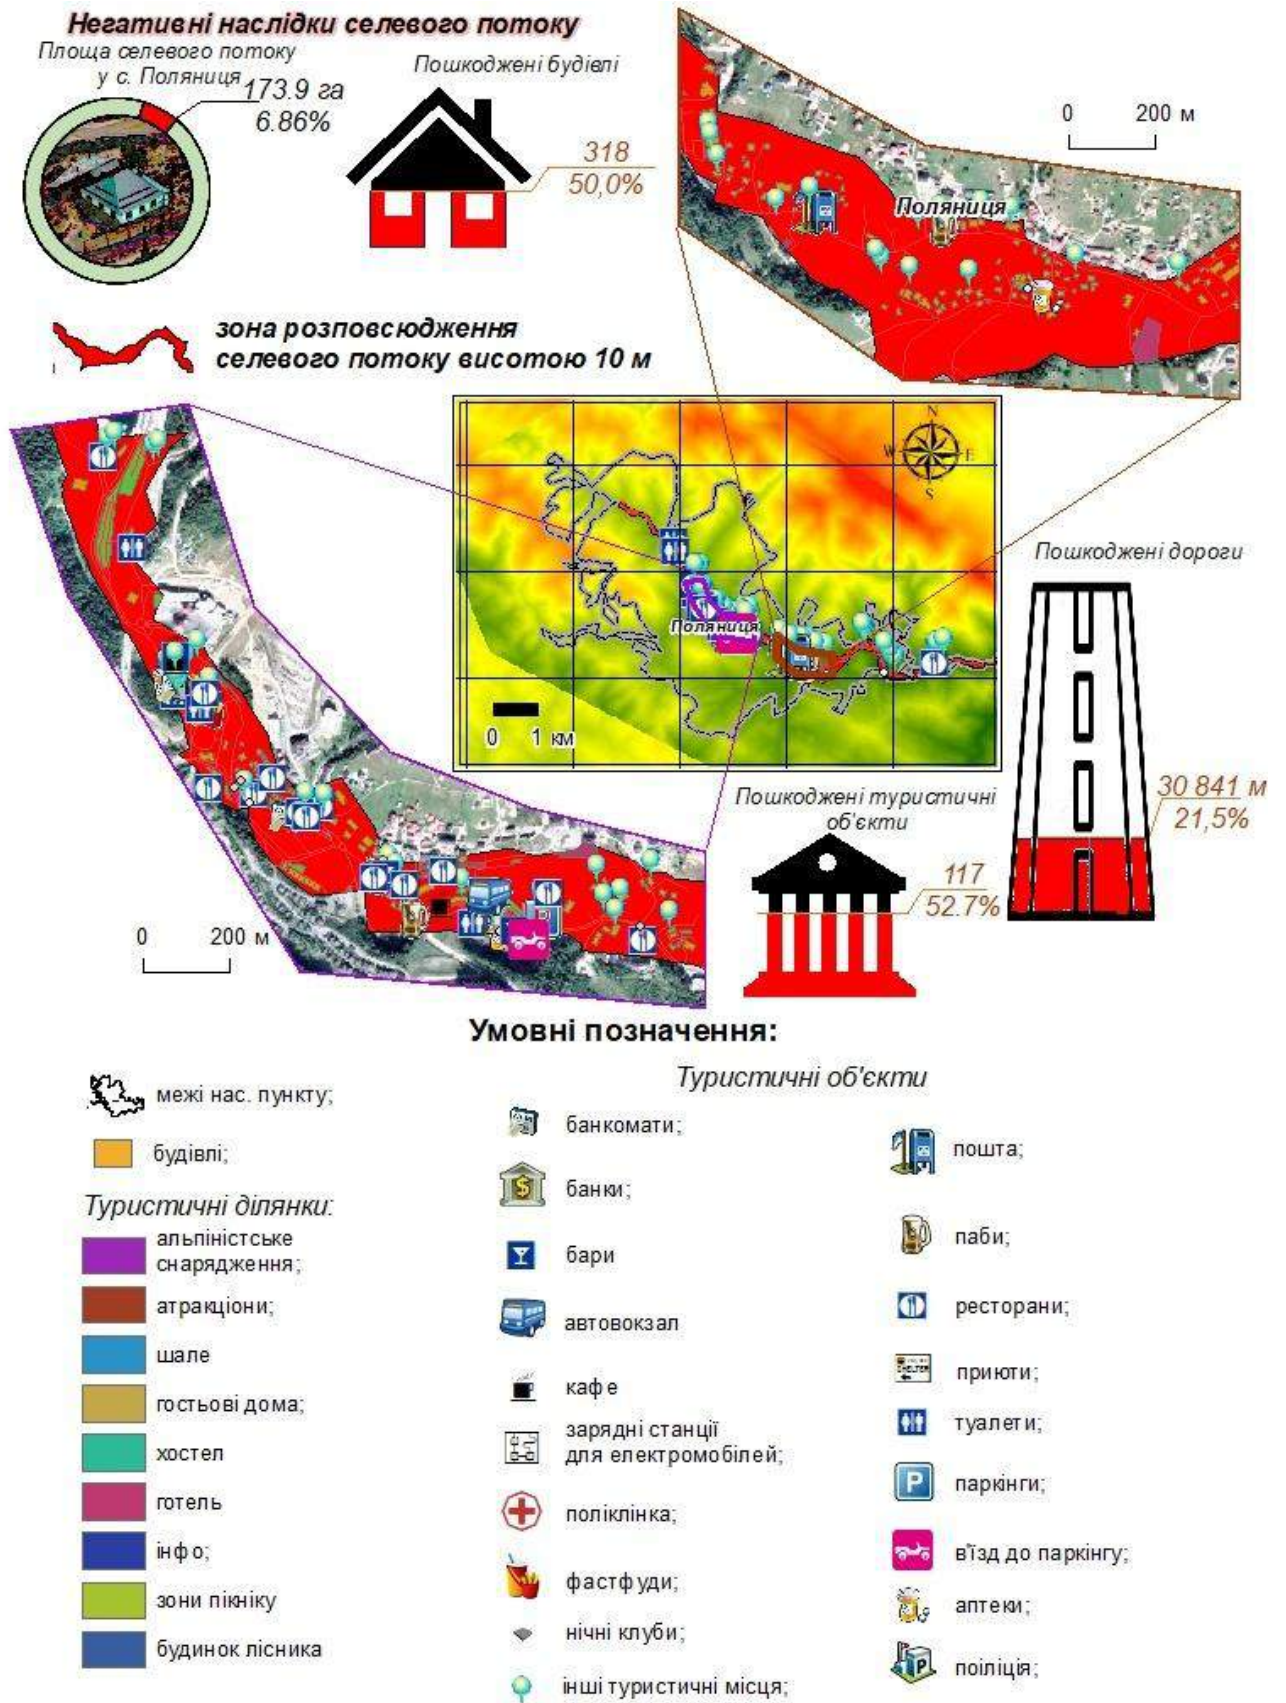 Негативні наслідки селевого потоку
Площа селевого потоку
у с. Поляниця
173.9 га
6.86%
Пошкоджені будівлі
318
50,0%
0 200 м
Поляниця
зона розповсюдження
селевого потоку висотою 10 м
N
W E
S
Поляниця
0 1 км
Пошкоджені дороги
30 841 м
21,5%
Пошкоджені туристичні
об'єкти
117
52.7%
0 200 м
Умовні позначення:
межі нас. пункту;
будівлі;
Туристичні ділянки:
альпіністське
снарядження;
атракціони;
шале
гостьові дома;
хостел
готель
інфо;
зони пікніку
будинок лісника
Туристичні об'єкти
банкомати;
банки;
бари
автовокзал
кафе
зарядні станції
для електромобілей;
поліклінка;
фастфуди;
нічні клуби;
інші туристичні місця;
пошта;
паби;
ресторани;
приюти;
туалети;
паркінги;
в'їзд до паркінгу;
аптеки;
поіліція;